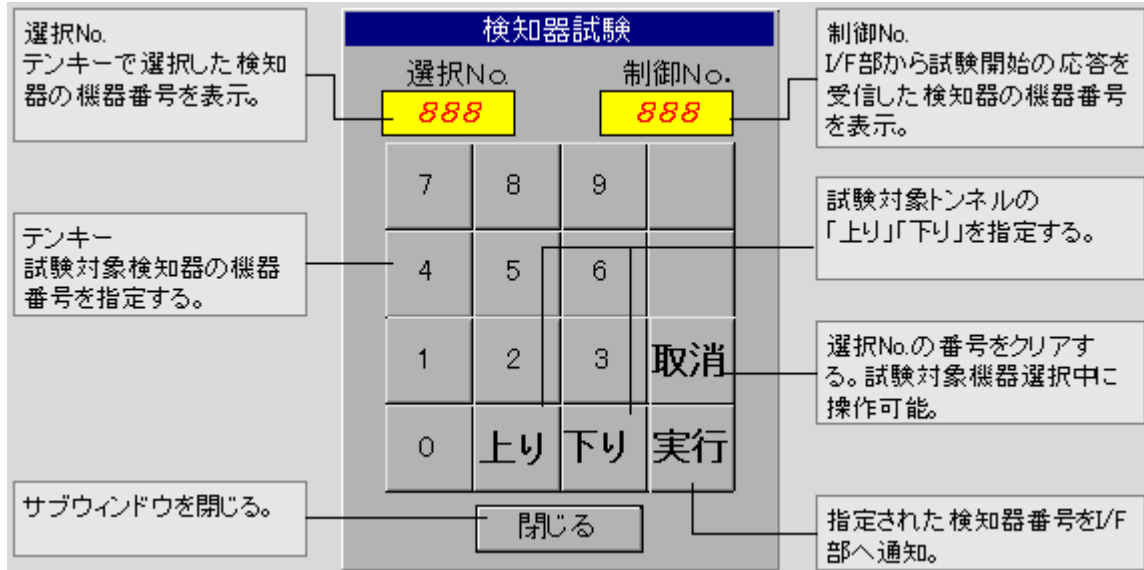 選択No.
テンキーで選択した検知
器の機器番号を表示。
テンキー
試験対象検知器の機器
番号を指定する。
サブウィンドウを閉じる。
検知器試験
選択No.
制御No.
888
888
7
8
9
4
5
6
1
2
3
取消
0
上り
下り
実行
閉じる
制御No.
I/F部から試験開始の応答を
受信した検知器の機器番号
を表示。
試験対象トンネルの
「上り」「下り」を指定する。
選択No.の番号をクリアす
る。試験対象機器選択中に
操作可能。
指定された検知器番号をI/F
部へ通知。